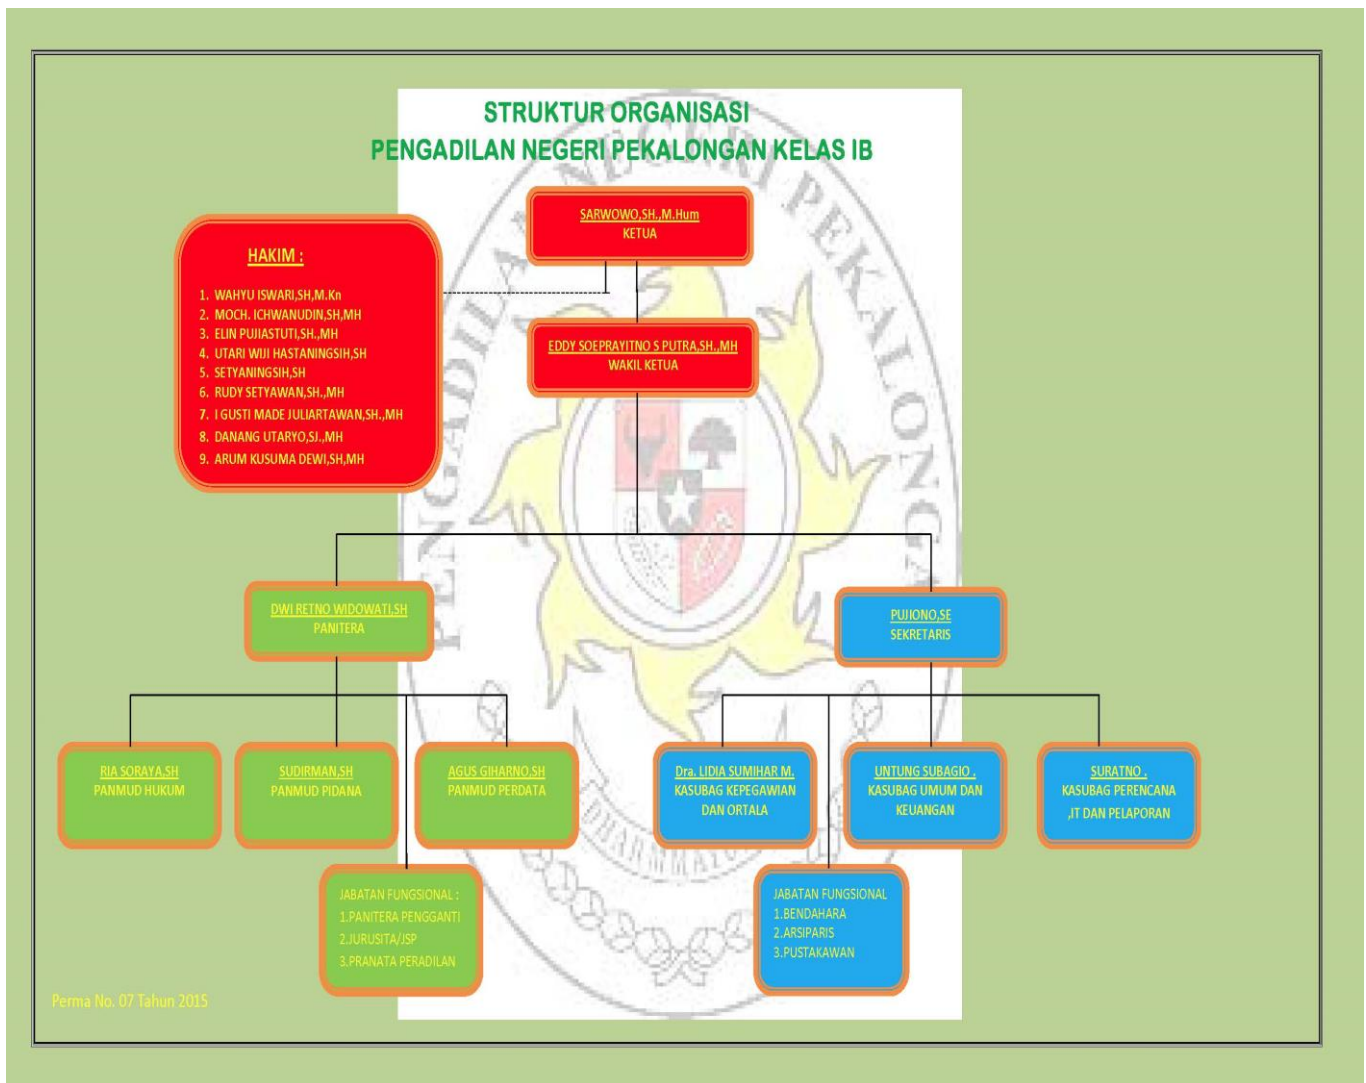 STRUKTUR ORGANISASI
PENGADILAN NEGERI PEKALONGAN KELAS IB
SARWOWO,SH.,M.Hum
KETUA
HAKIM :
1. WAHYU ISWARI,SH,M.Kn
2. MOCH. ICHWANUDIN,SH,MH
3. ELIN PUJIASTUTI,SH.,MH
4. UTARI WIJI HASTANINGSIH,SH
5. SETYANINGSIH,SH
6. RUDY SETYAWAN,SH.,MH
7. I GUSTI MADE JULIARTAWAN,SH.,MH
8. DANANG UTARYO,SJ.,MH
9. ARUM KUSUMA DEWI,SH,MH
EDDY SOEPRAYITNO S PUTRA,SH.,MH
WAKIL KETUA
DWI RETNO WIDOWATI,SH
PANITERA
PUJIONO,SE
SEKRETARIS
RIA SORAYA,SH
PANMUD HUKUM
SUDIRMAN,SH
PANMUD PIDANA
AGUS GIHARNO,SH
PANMUD PERDATA
Dra. LIDIA SUMIHAR M.
KASUBAG KEPEGAWIAN
DAN ORTALA
UNTUNG SUBAGIO .
KASUBAG UMUM DAN
KEUANGAN
SURATNO .
KASUBAG PERENCANA
,IT DAN PELAPORAN
JABATAN FUNGSIONAL :
1.PANITERA PENGGANTI
2.JURUSITA/JSP
3.PRANATA PERADILAN
JABATAN FUNGSIONAL
1.BENDAHARA
2.ARSIPARIS
3.PUSTAKAWAN
Perma No. 07 Tahun 2015
PENGADILAN NEGERI PEKALONGAN